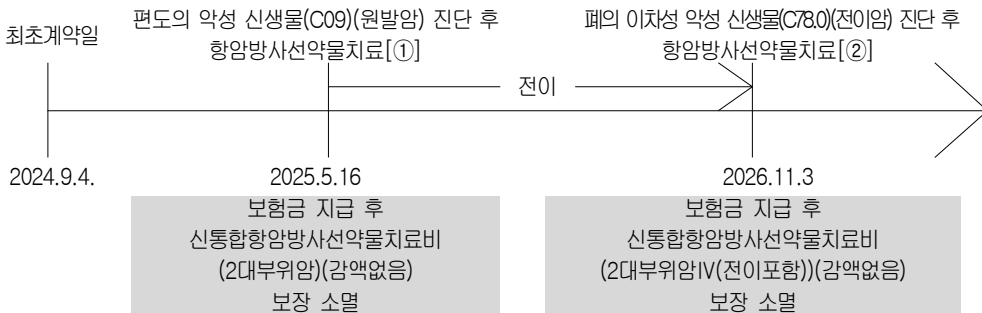 최초계약일
편도의 악성 신생물(C09)(원발암) 진단 후
항암방사선약물치료[①]
폐의 이차성 악성 신생물(C78.0)(전이암) 진단 후
항암방사선약물치료[②]
전이
2024.9.4.
2025.5.16
2026.11.3
보험금 지급 후
신통합항암방사선약물치료비
(2대부위암)(감액없음)
보장 소멸
보험금 지급 후
신통합항암방사선약물치료비
(2대부위암IV(전이포함))(감액없음)
보장 소멸